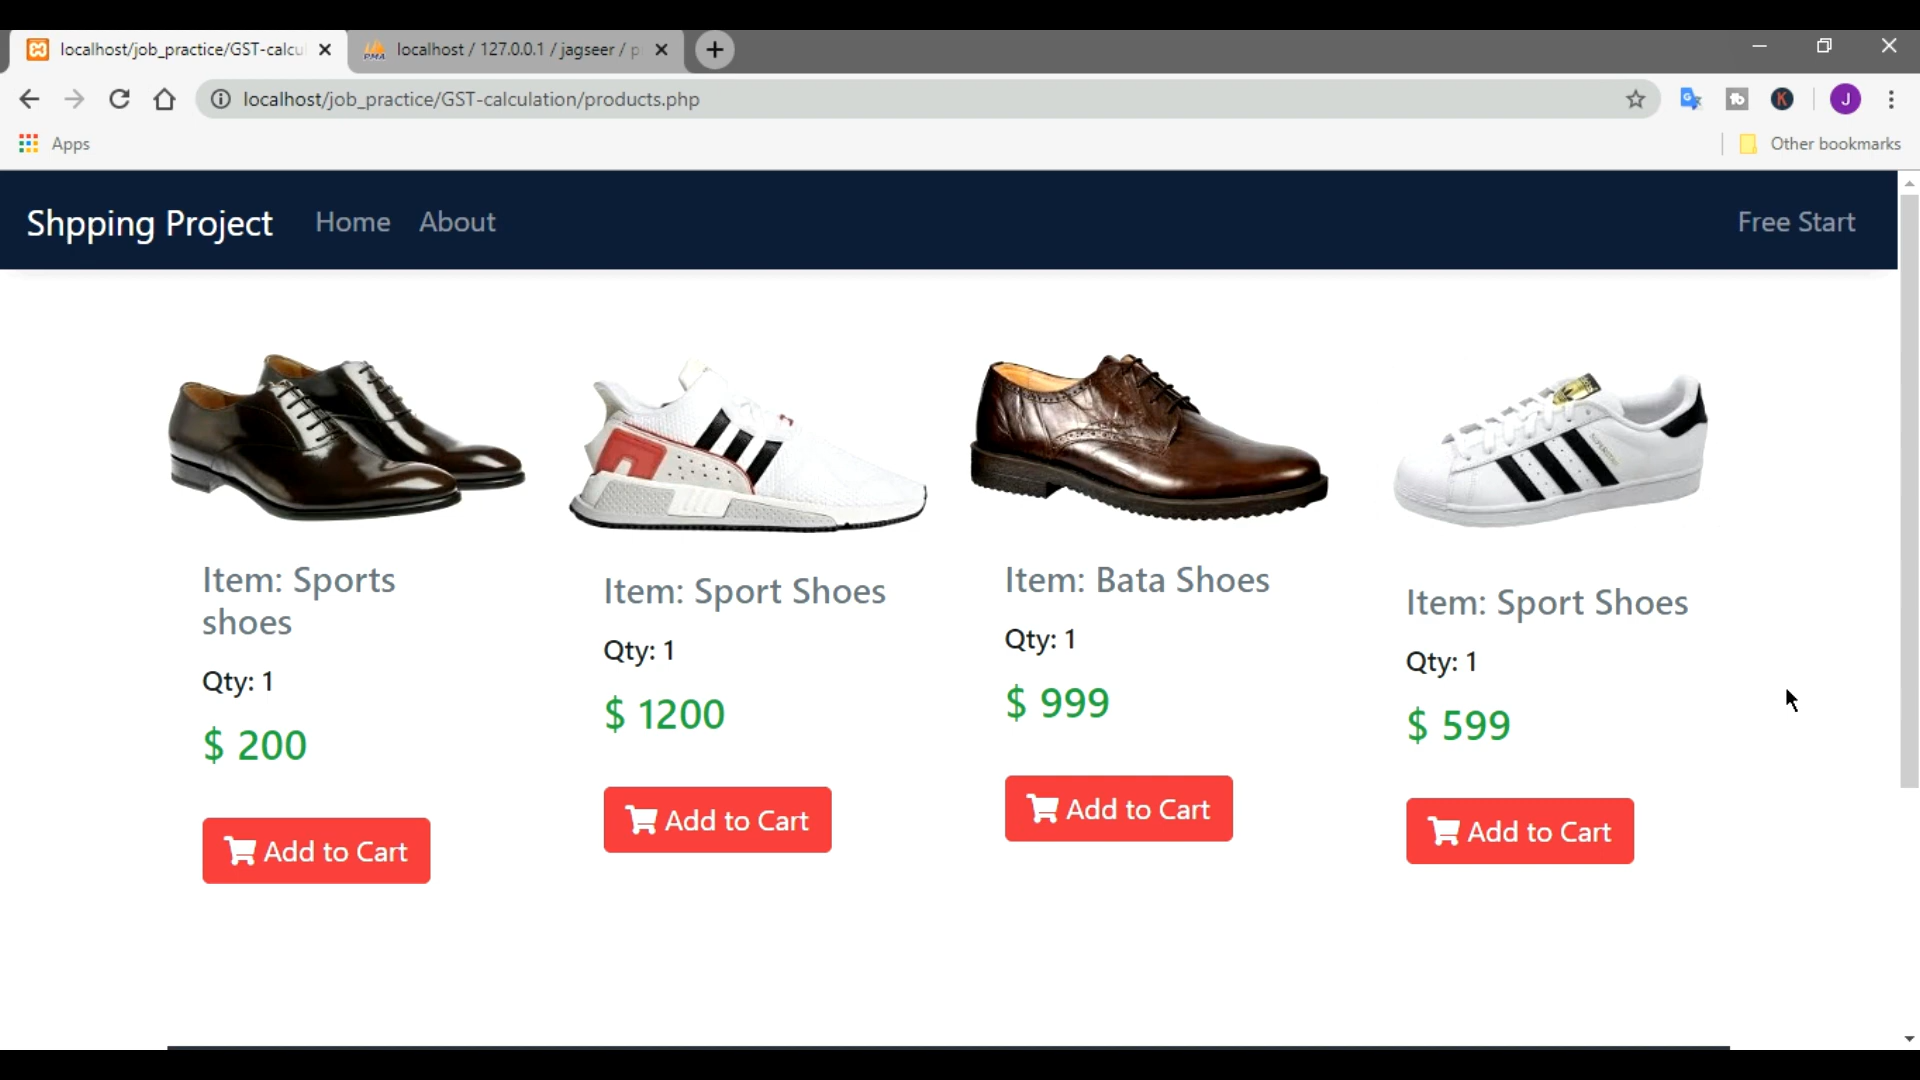 localhost/job_practice/GST-calcu
localhost / 127.0.0.1 / jagseer / p
localhost/job_practice/GST-calculation/products.php
J
Apps
Other bookmarks
Shpping Project
Home
About
Free Start
Item: Sports
shoes
Qty: 1
$ 200
Add to Cart
Item: Sport Shoes
Qty: 1
$ 1200
Add to Cart
Item: Bata Shoes
Qty: 1
$ 999
Add to Cart
Item: Sport Shoes
Qty: 1
$ 599
Add to Cart